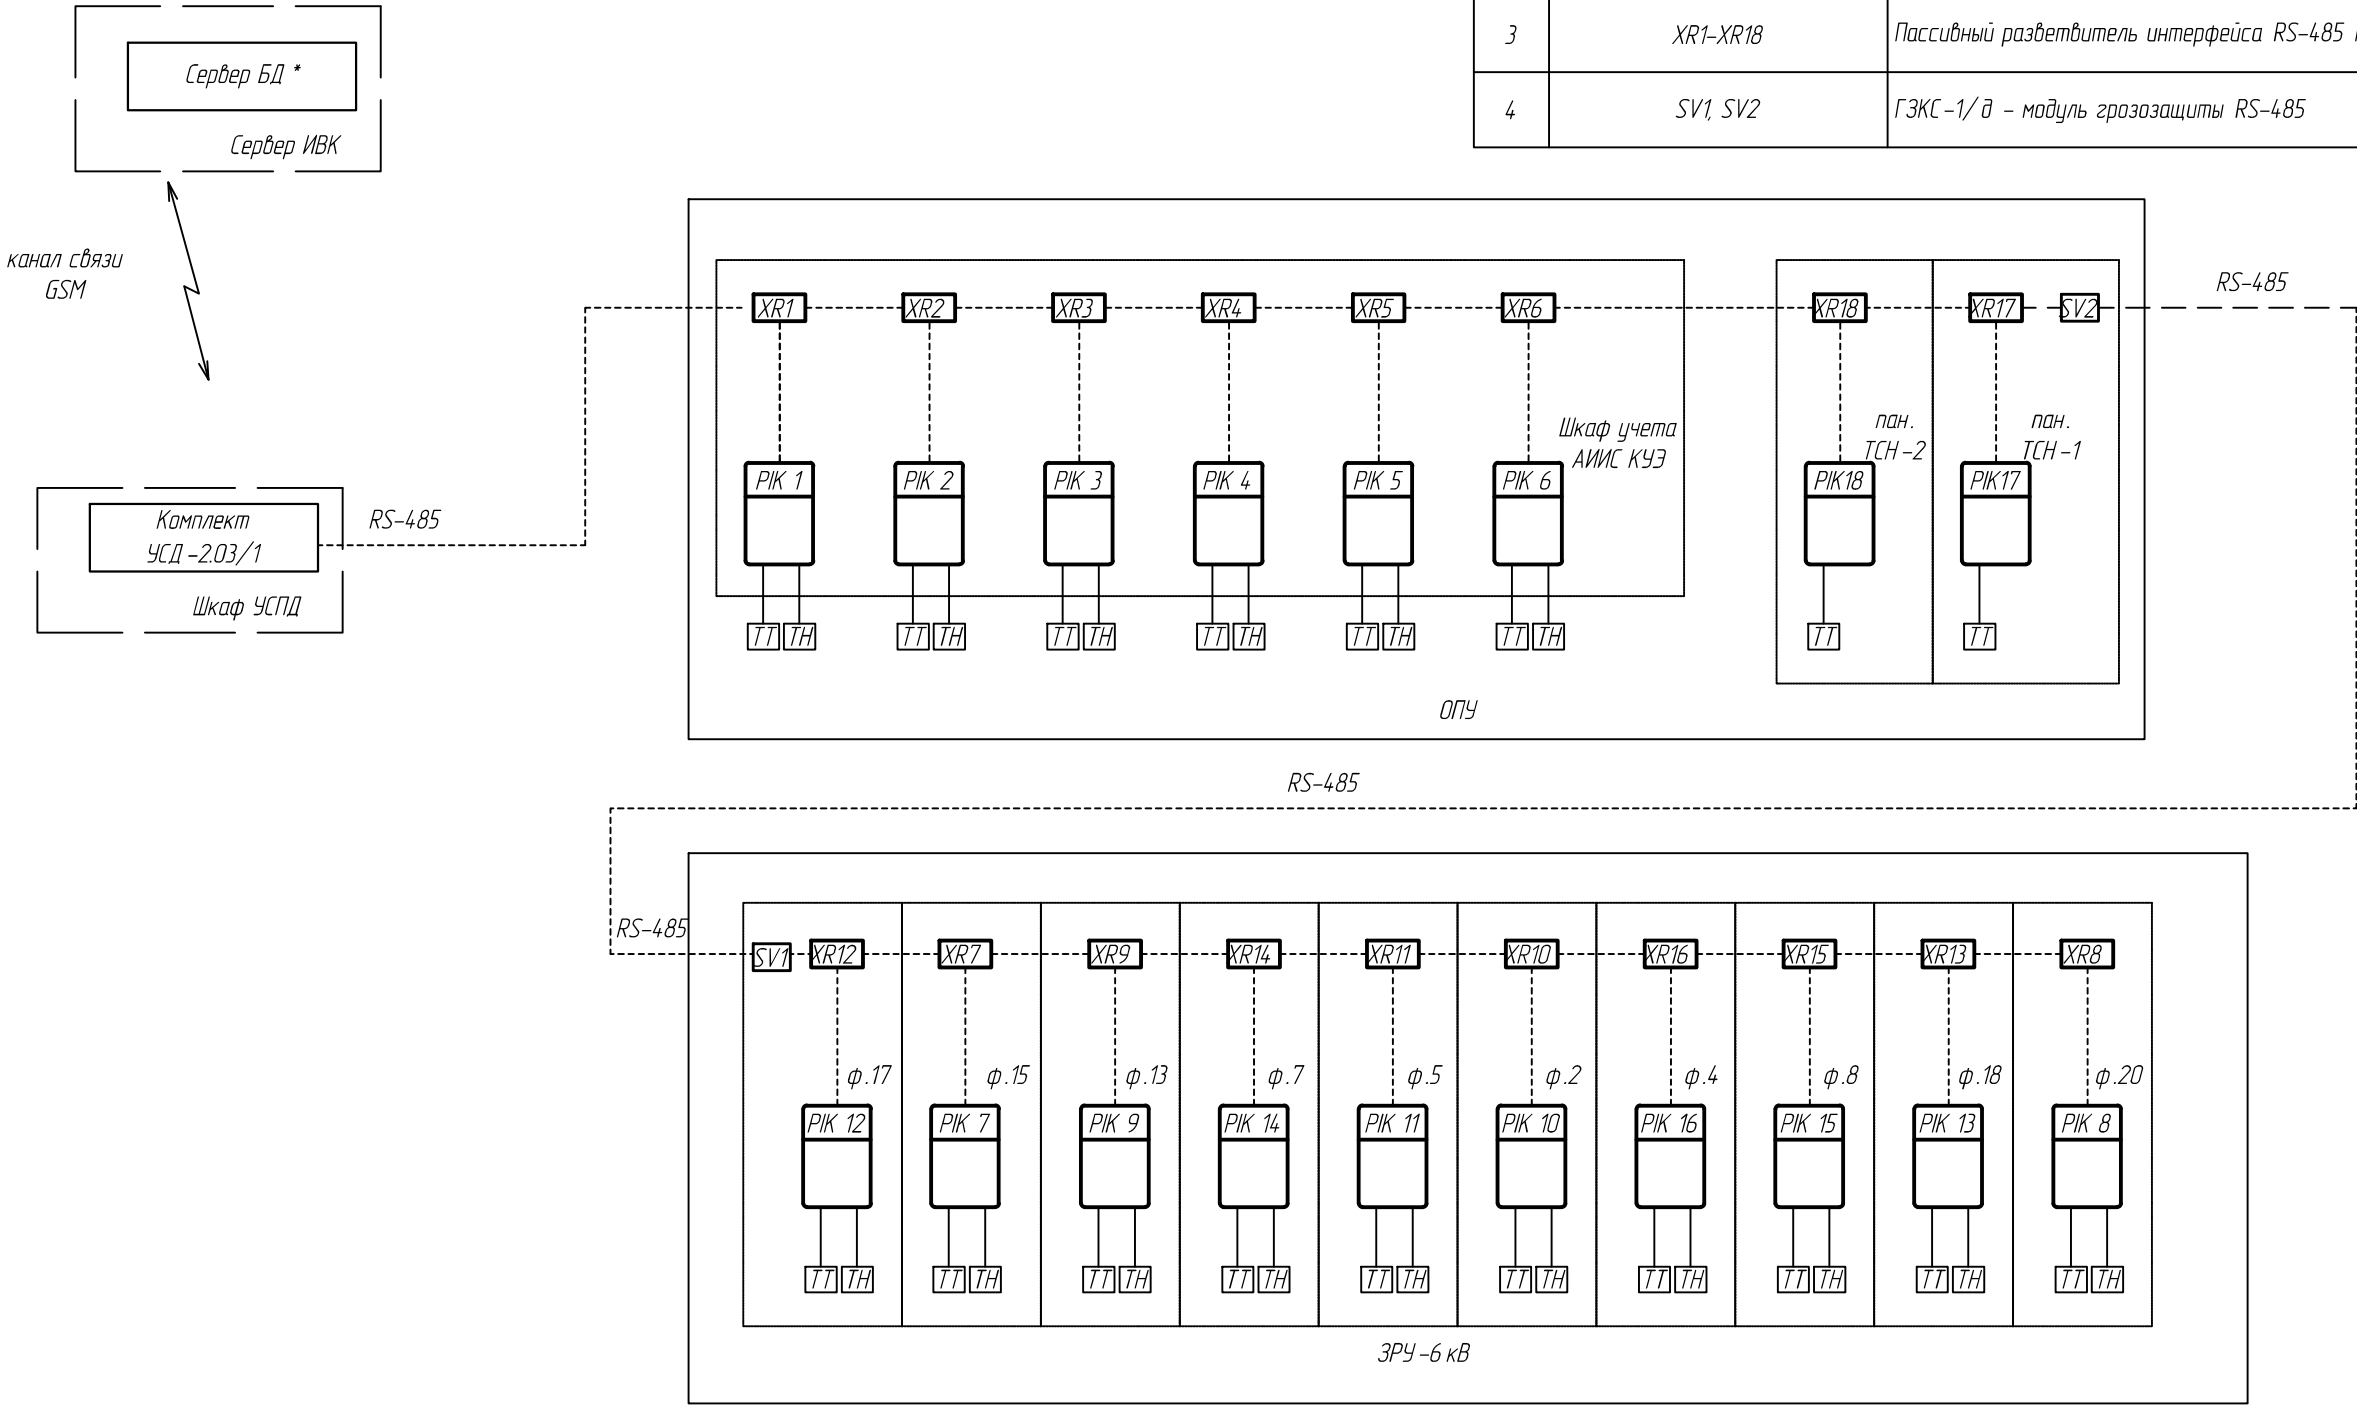 3 XR1-XR18 Пассивный разветвитель интерфейса RS-485
4 SV1, SV2 ГЗКС-1/д - модуль грозозащиты RS-485
Сервер БД *
Сервер ИВК
канал связи
GSM
Комплект
УСД-2.03/1
Шкаф УСПД
RS-485
XR1 XR2 XR3 XR4 XR5 XR6 XR18 XR17 SV2
RS-485
Шкаф учета
АИИС КУЭ
пан.
ТСН-2
пан.
ТСН-1
PIK 1 PIK 2 PIK 3 PIK 4 PIK 5 PIK 6 PIK18 PIK17
ТТ ТН ТТ ТН ТТ ТН ТТ ТН ТТ ТН ТТ ТН ТТ ТТ
ОПУ
RS-485
RS-485
SV1 XR12 XR7 XR9 XR14 XR11 XR10 XR16 XR15 XR13 XR8
ф.17 ф.15 ф.13 ф.7 ф.5 ф.2 ф.4 ф.8 ф.18 ф.20
PIK 12 PIK 7 PIK 9 PIK 14 PIK 11 PIK 10 PIK 16 PIK 15 PIK 13 PIK 8
ТТ ТН ТТ ТН ТТ ТН ТТ ТН ТТ ТН ТТ ТН ТТ ТН ТТ ТН ТТ ТН ТТ ТН
ЗРУ-6 кВ